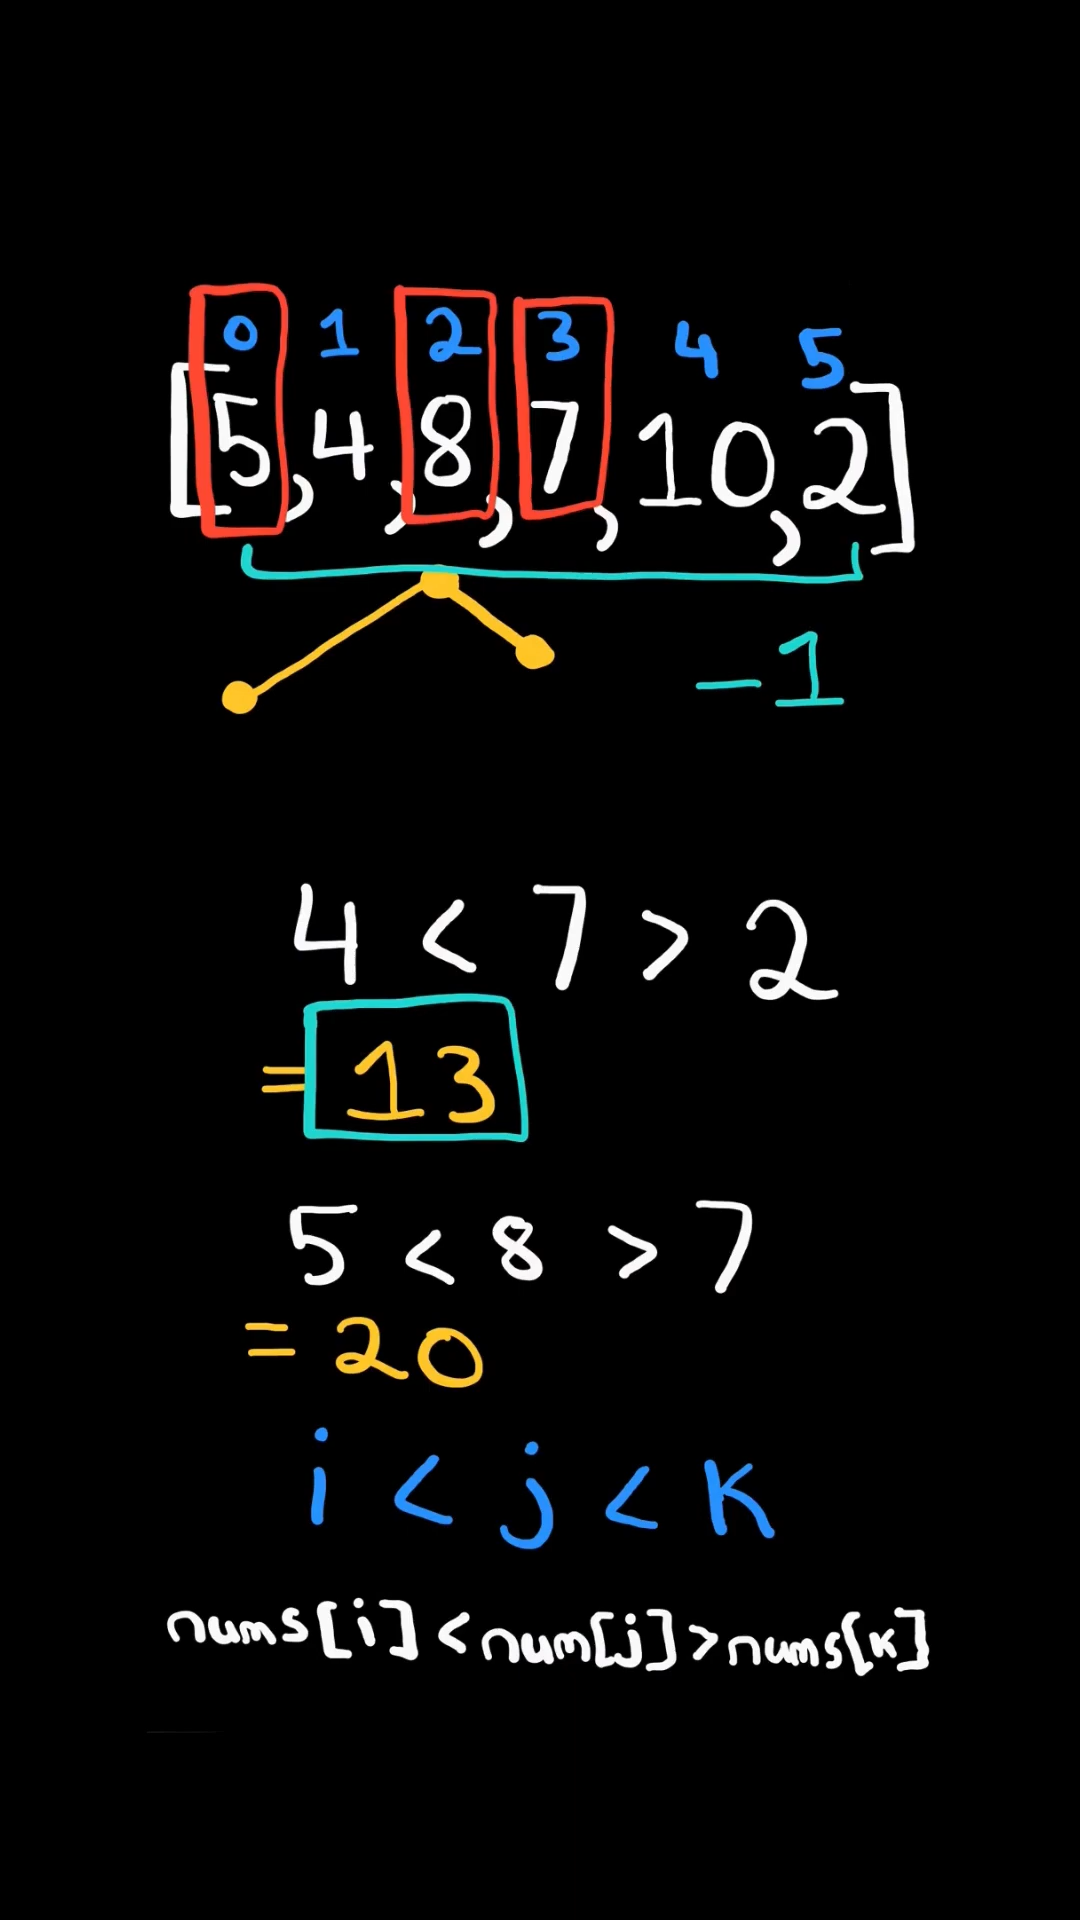 0 1 2 3 4 5
[5,4,8,7,10,2]
-1
4 < 7 > 2
= 13
5 < 8 > 7
= 20
i < j < k
nums[i] < num[j] > nums[k]